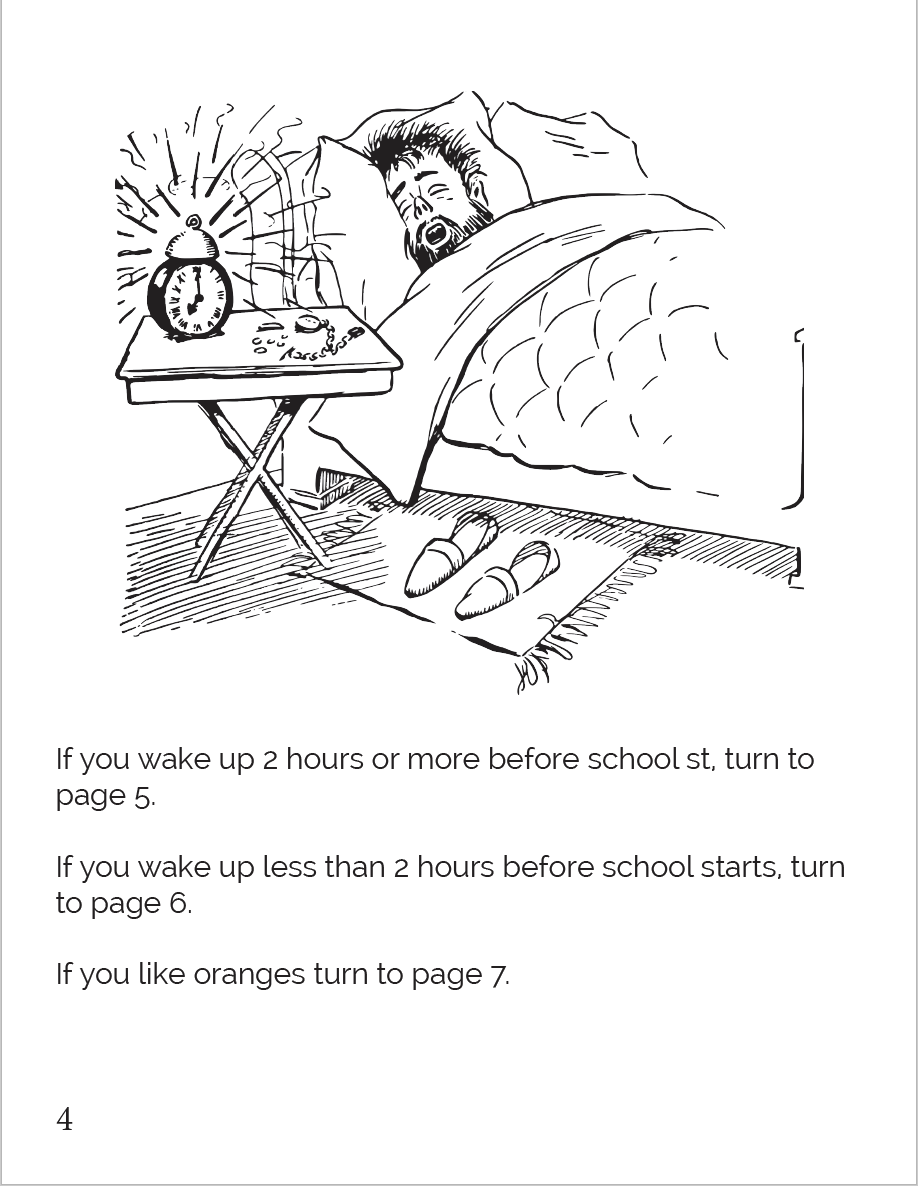 If you wake up 2 hours or more before school st, turn to
page 5.
If you wake up less than 2 hours before school starts, turn
to page 6.
If you like oranges turn to page 7.
4